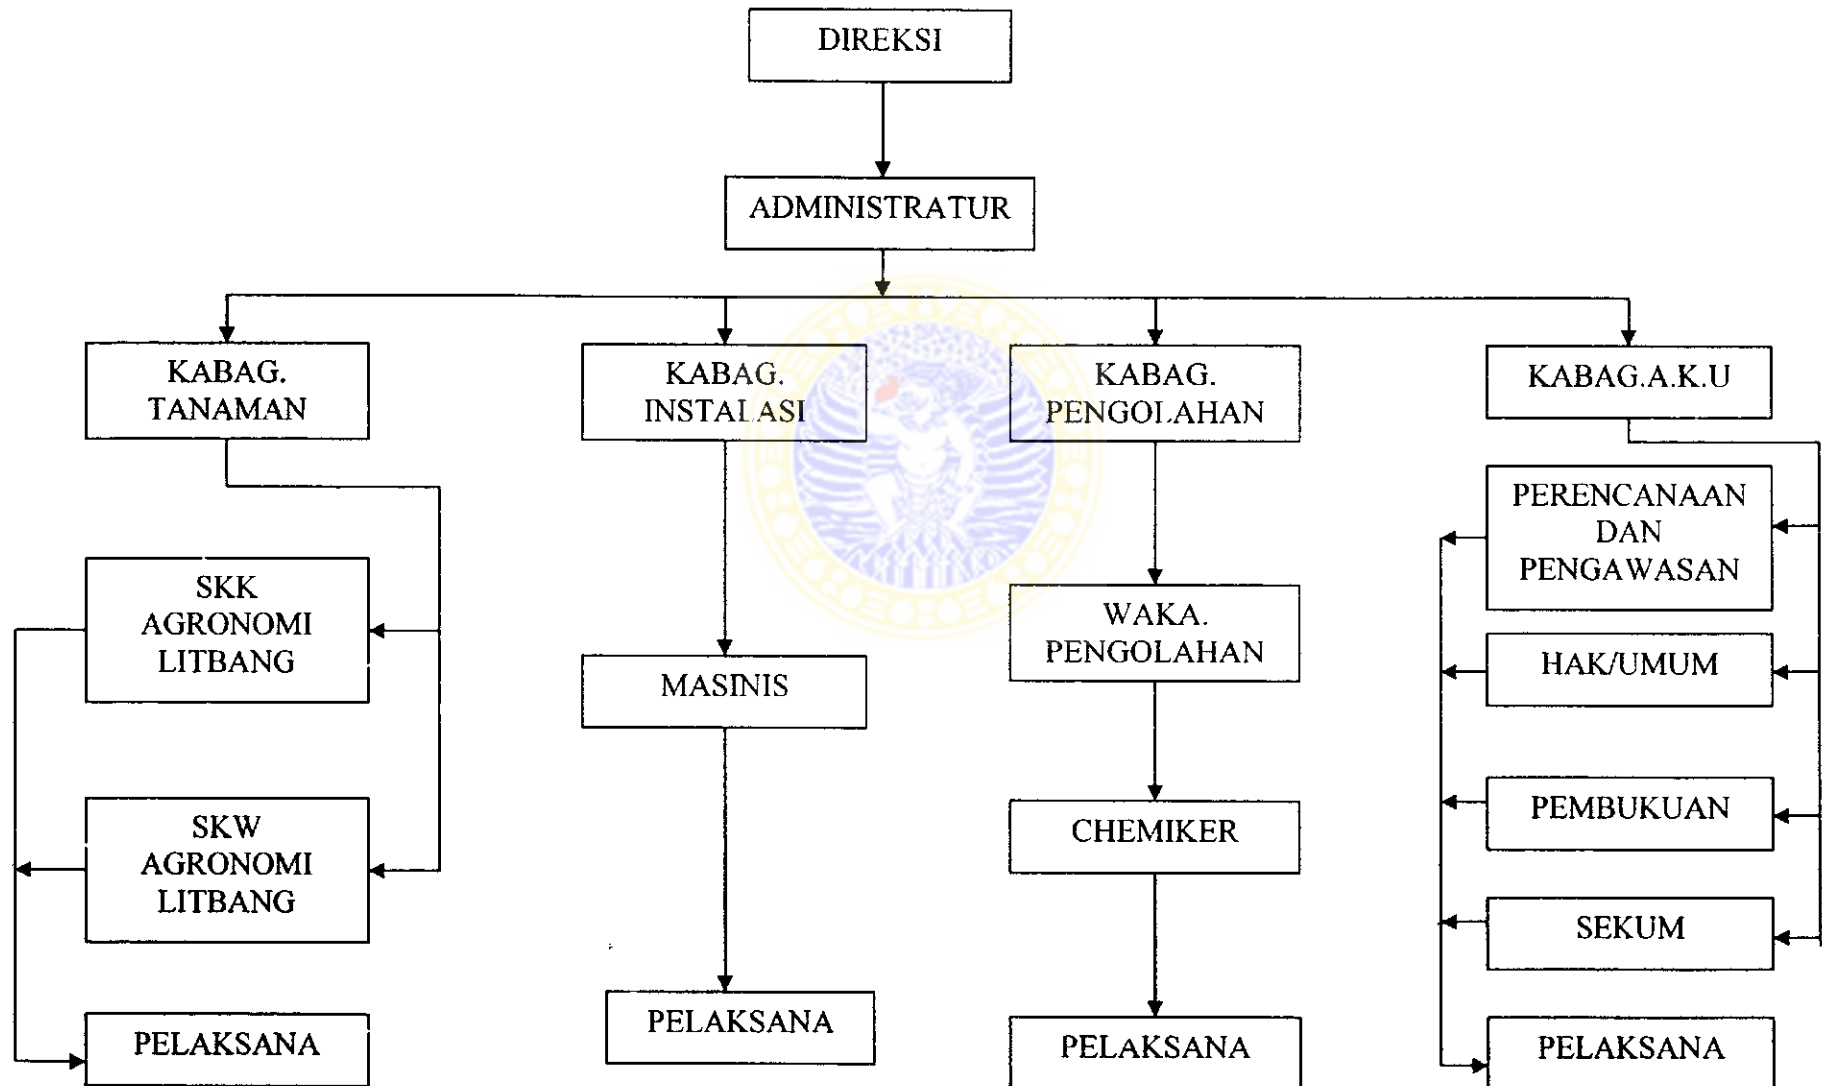 DIREKSI
ADMINISTRATUR
KABAG.
TANAMAN
KABAG.
INSTALASI
KABAG.
PENGOLAHAN
KABAG.A.K.U
SKK
AGRONOMI
LITBANG
SKW
AGRONOMI
LITBANG
PELAKSANA
MASINIS
PELAKSANA
WAKA.
PENGOLAHAN
CHEMIKER
PELAKSANA
PERENCANAAN
DAN
PENGAWASAN
HAK/UMUM
PEMBUKUAN
SEKUM
PELAKSANA